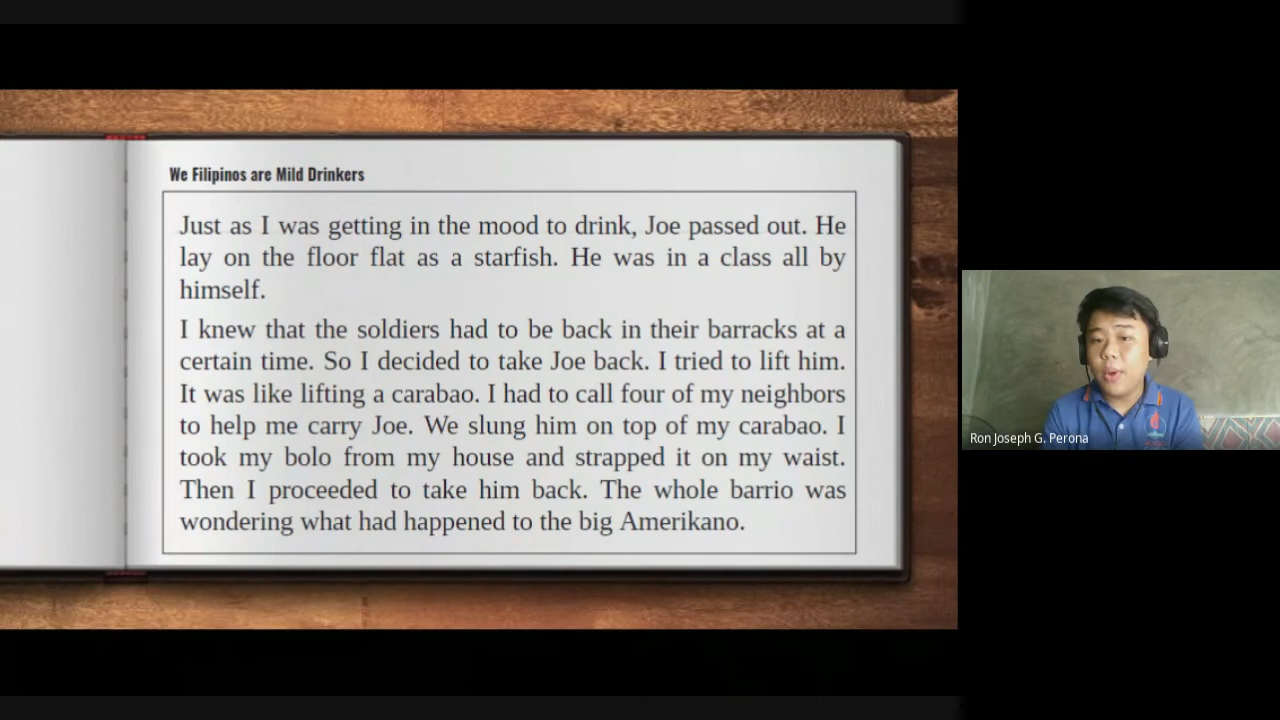 We Filipinos are Mild Drinkers
Just as I was getting in the mood to drink, Joe passed out. He
lay on the floor flat as a starfish. He was in a class all by
himself.
I knew that the soldiers had to be back in their barracks at a
certain time. So I decided to take Joe back. I tried to lift him.
It was like lifting a carabao. I had to call four of my neighbors
to help me carry Joe. We slung him on top of my carabao. I
took my bolo from my house and strapped it on my waist.
Then I proceeded to take him back. The whole barrio was
wondering what had happened to the big Amerikano.
Ron Joseph G. Perona